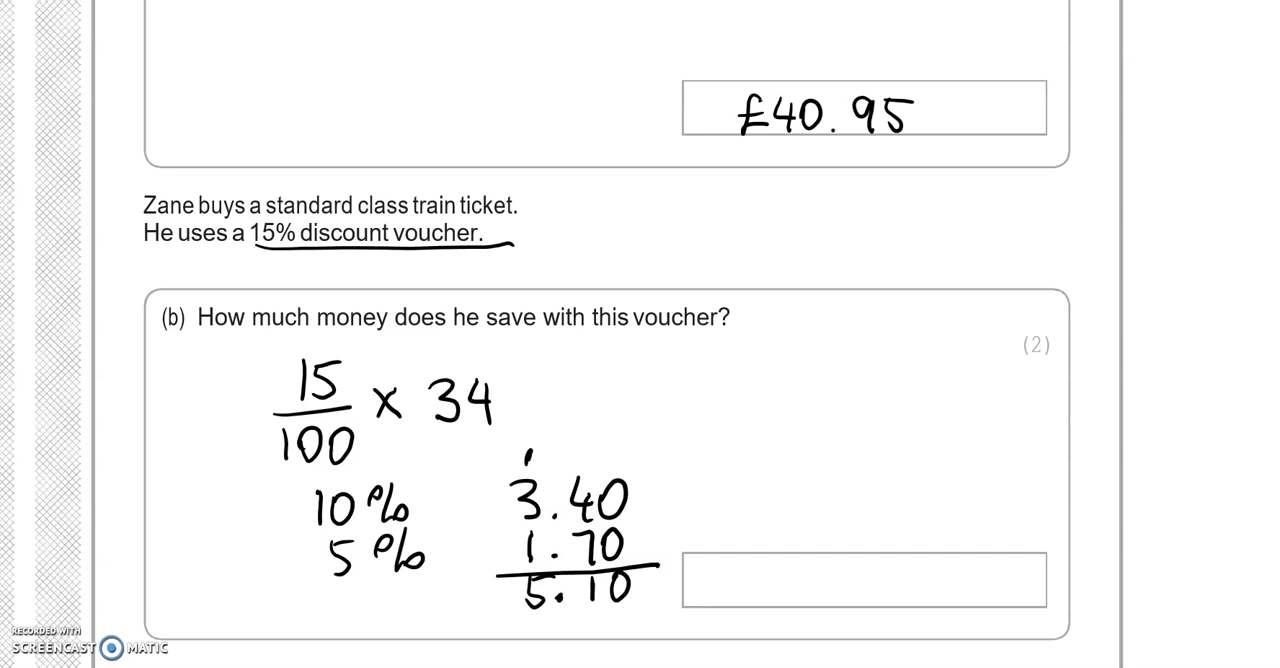 £40.95
Zane buys a standard class train ticket.
He uses a 15% discount voucher.
(b) How much money does he save with this voucher?
(2)
15
100
× 34
10% 3.40
5% 1.70
5.10
RECORDED WITH
SCREENCAST MATIC